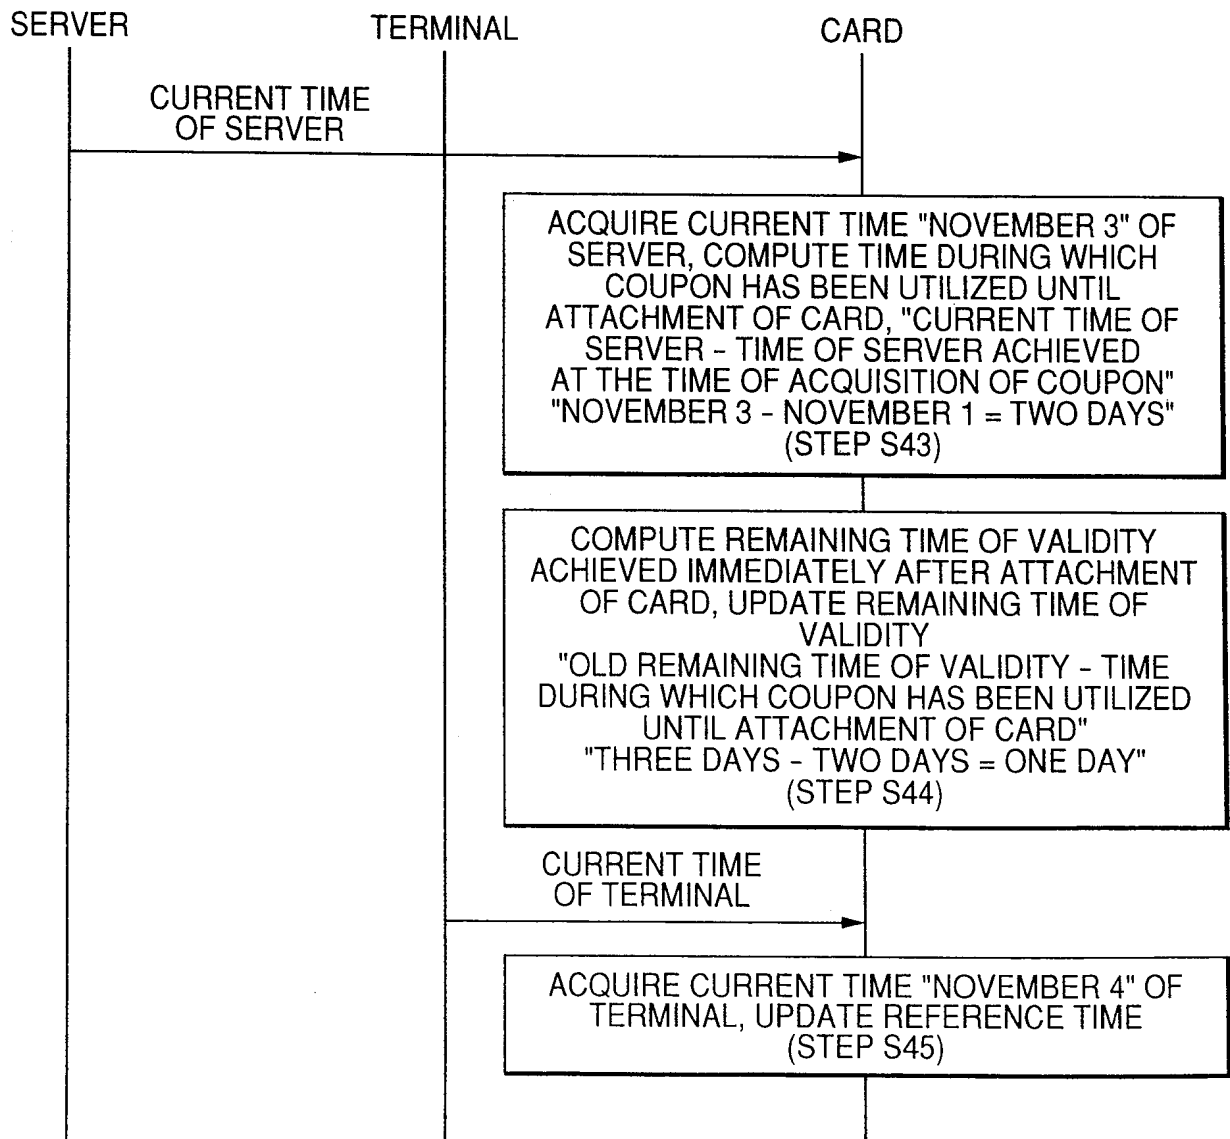 SERVER
TERMINAL
CARD
CURRENT TIME
OF SERVER
ACQUIRE CURRENT TIME "NOVEMBER 3" OF
SERVER, COMPUTE TIME DURING WHICH
COUPON HAS BEEN UTILIZED UNTIL
ATTACHMENT OF CARD, "CURRENT TIME OF
SERVER - TIME OF SERVER ACHIEVED
AT THE TIME OF ACQUISITION OF COUPON"
"NOVEMBER 3 - NOVEMBER 1 = TWO DAYS"
(STEP S43)
COMPUTE REMAINING TIME OF VALIDITY
ACHIEVED IMMEDIATELY AFTER ATTACHMENT
OF CARD, UPDATE REMAINING TIME OF
VALIDITY
"OLD REMAINING TIME OF VALIDITY - TIME
DURING WHICH COUPON HAS BEEN UTILIZED
UNTIL ATTACHMENT OF CARD"
"THREE DAYS - TWO DAYS = ONE DAY"
(STEP S44)
CURRENT TIME
OF TERMINAL
ACQUIRE CURRENT TIME "NOVEMBER 4" OF
TERMINAL, UPDATE REFERENCE TIME
(STEP S45)